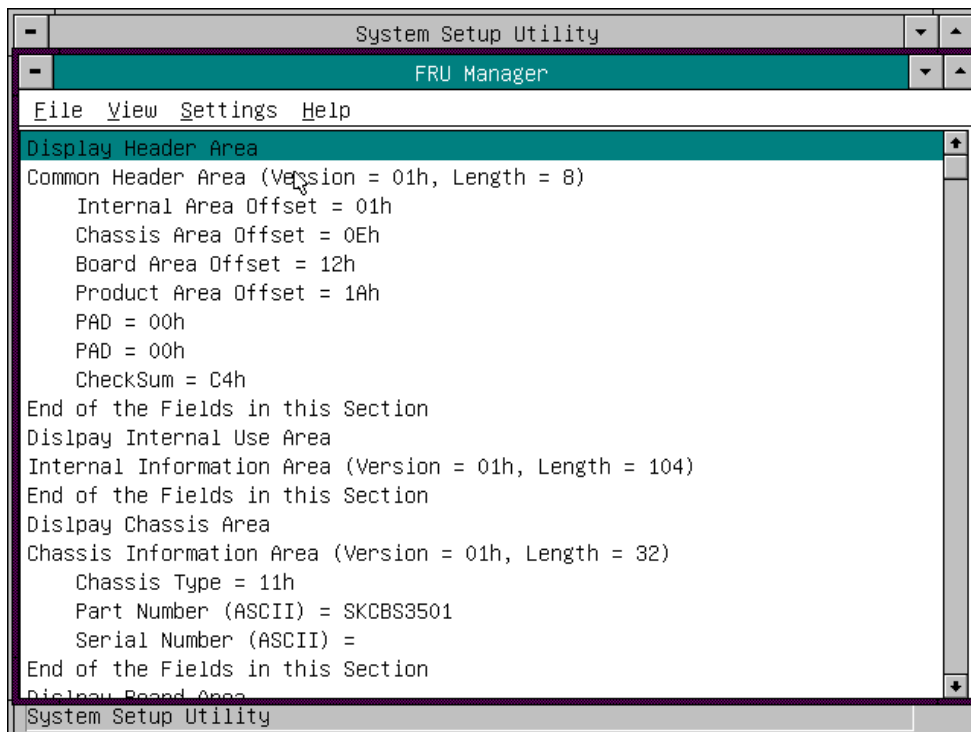 System Setup Utility
FRU Manager
File View Settings Help
Display Header Area
Common Header Area (Version = 01h, Length = 8)
Internal Area Offset = 01h
Chassis Area Offset = 0Eh
Board Area Offset = 12h
Product Area Offset = 1Ah
PAD = 00h
PAD = 00h
CheckSum = C4h
End of the Fields in this Section
Dislpay Internal Use Area
Internal Information Area (Version = 01h, Length = 104)
End of the Fields in this Section
Dislpay Chassis Area
Chassis Information Area (Version = 01h, Length = 32)
Chassis Type = 11h
Part Number (ASCII) = SKCBS3501
Serial Number (ASCII) =
End of the Fields in this Section
Dislpay Board Area
System Setup Utility